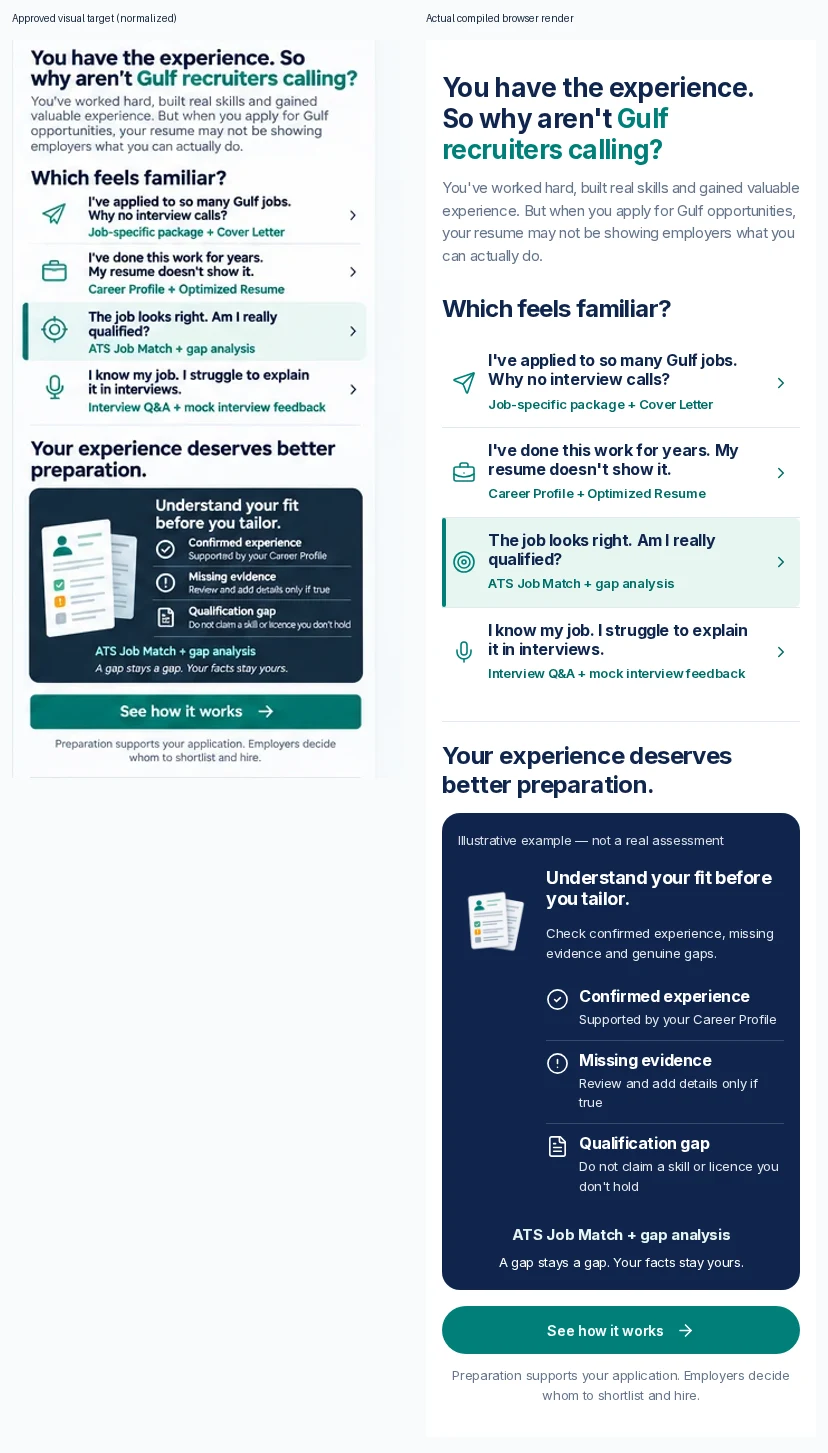 Approved visual target (normalized)
You have the experience. So
why aren't Gulf recruiters calling?
You've worked hard, built real skills and gained
valuable experience. But when you apply for Gulf
opportunities, your resume may not be showing
employers what you can actually do.
Which feels familiar?
I've applied to so many Gulf jobs.
Why no interview calls?
Job-specific package + Cover Letter
I've done this work for years.
My resume doesn't show it.
Career Profile + Optimized Resume
The job looks right. Am I really
qualified?
ATS Job Match + gap analysis
I know my job. I struggle to explain
it in interviews.
Interview Q&A + mock interview feedback
Your experience deserves better
preparation.
Understand your fit
before you tailor.
Confirmed experience
Supported by your Career Profile
Missing evidence
Review and add details only if true
Qualification gap
Do not claim a skill or licence you don't hold
ATS Job Match + gap analysis
A gap stays a gap. Your facts stay yours.
See how it works
Preparation supports your application. Employers decide
whom to shortlist and hire.
Actual compiled browser render
You have the experience.
So why aren't Gulf
recruiters calling?
You've worked hard, built real skills and gained valuable
experience. But when you apply for Gulf opportunities,
your resume may not be showing employers what you
can actually do.
Which feels familiar?
I've applied to so many Gulf jobs.
Why no interview calls?
Job-specific package + Cover Letter
I've done this work for years. My
resume doesn't show it.
Career Profile + Optimized Resume
The job looks right. Am I really
qualified?
ATS Job Match + gap analysis
I know my job. I struggle to explain
it in interviews.
Interview Q&A + mock interview feedback
Your experience deserves
better preparation.
Illustrative example — not a real assessment
Understand your fit before
you tailor.
Check confirmed experience, missing
evidence and genuine gaps.
Confirmed experience
Supported by your Career Profile
Missing evidence
Review and add details only if
true
Qualification gap
Do not claim a skill or licence you
don't hold
ATS Job Match + gap analysis
A gap stays a gap. Your facts stay yours.
See how it works
Preparation supports your application. Employers decide
whom to shortlist and hire.